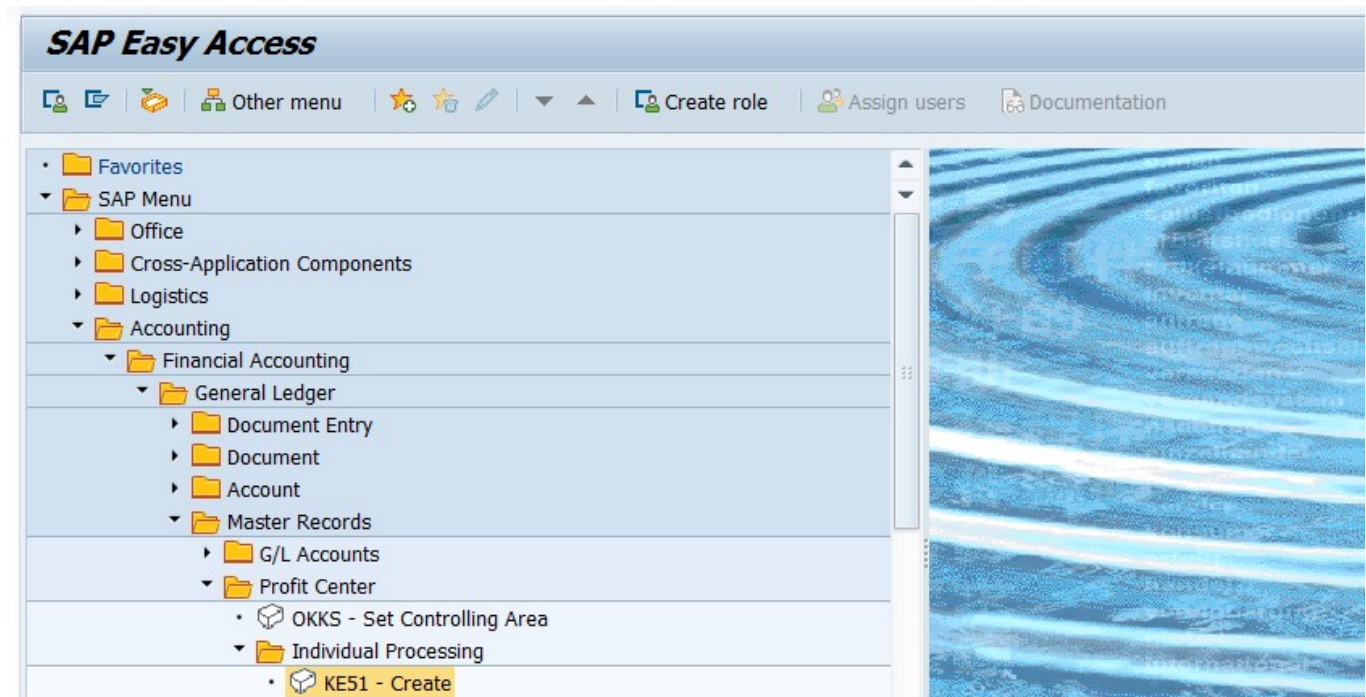 SAP Easy Access
Other menu Create role Assign users Documentation
Favorites
SAP Menu
Office
Cross-Application Components
Logistics
Accounting
Financial Accounting
General Ledger
Document Entry
Document
Account
Master Records
G/L Accounts
Profit Center
OKKS - Set Controlling Area
Individual Processing
KE51 - Create